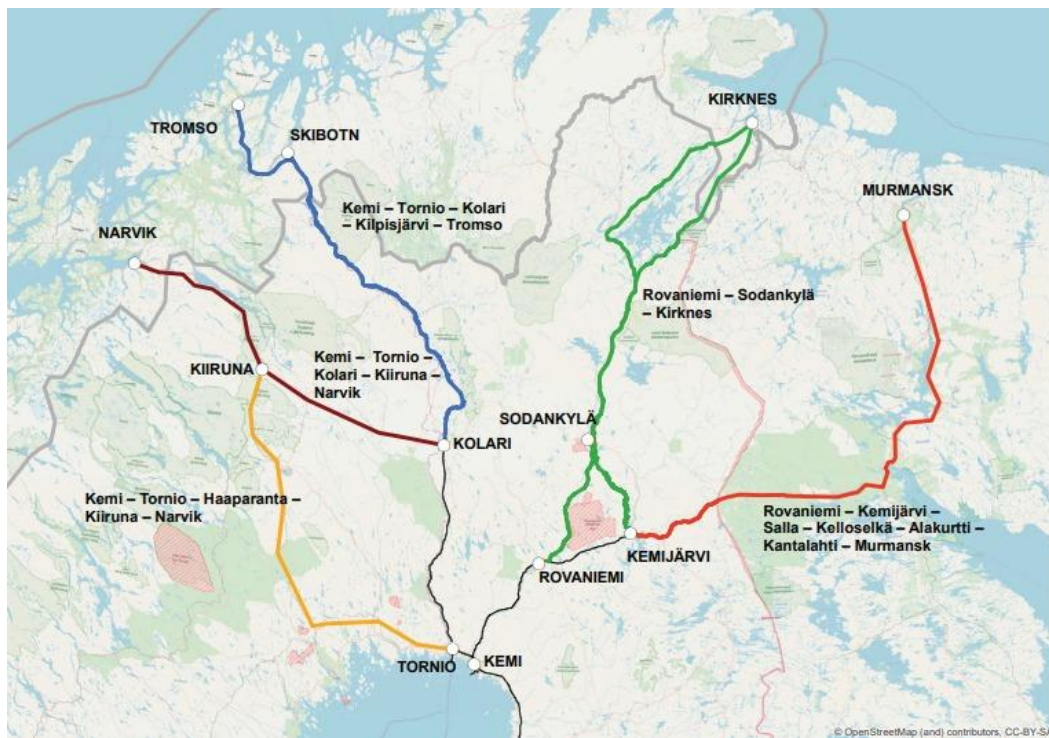 KIRKNES
TROMSO
SKIBOTN
MURMANSK
Kemi – Tornio – Kolari
– Kilpisjärvi – Tromso
NARVIK
Rovaniemi – Sodankylä
– Kirknes
Kemi – Tornio –
Kolari – Kiiruna –
Narvik
KIIRUNA
SODANKYLÄ
KOLARI
Kemi – Tornio – Haaparanta –
Kiiruna – Narvik
Rovaniemi – Kemijärvi –
Salla – Kelloselkä – Alakurtti –
Kantalahti – Murmansk
KEMIJÄRVI
ROVANIEMI
TORNIO
KEMI
© OpenStreetMap (and) contributors, CC-BY-SA